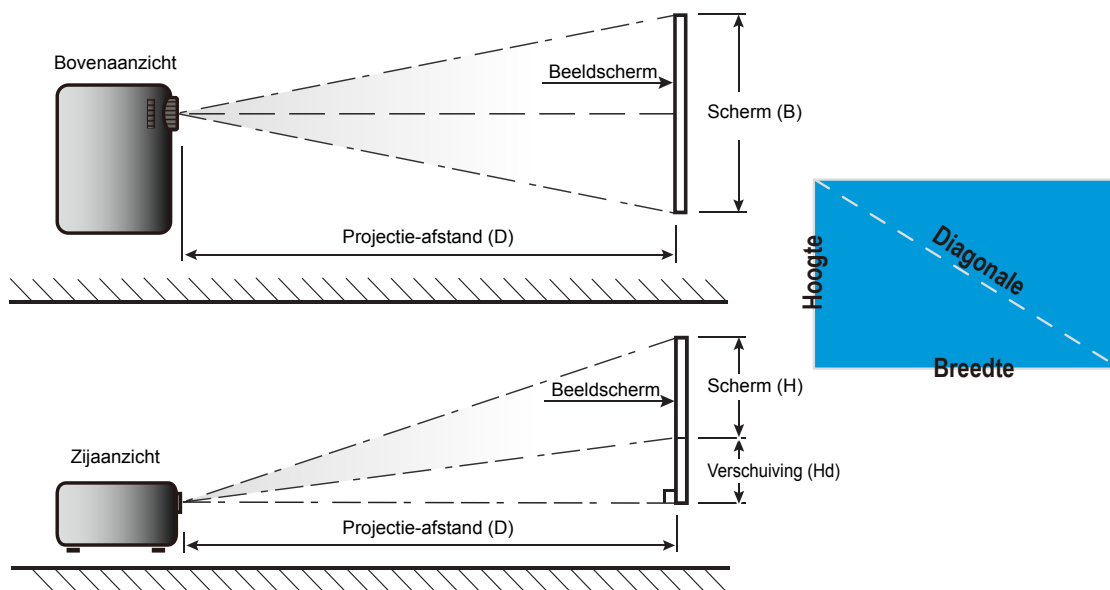 Bovenaanzicht
Beeldscherm
Scherm (B)
Projectie-afstand (D)
Hoogte
Diagonale
Breedte
Beeldscherm
Scherm (H)
Zijaanzicht
Verschuiving (Hd)
Projectie-afstand (D)